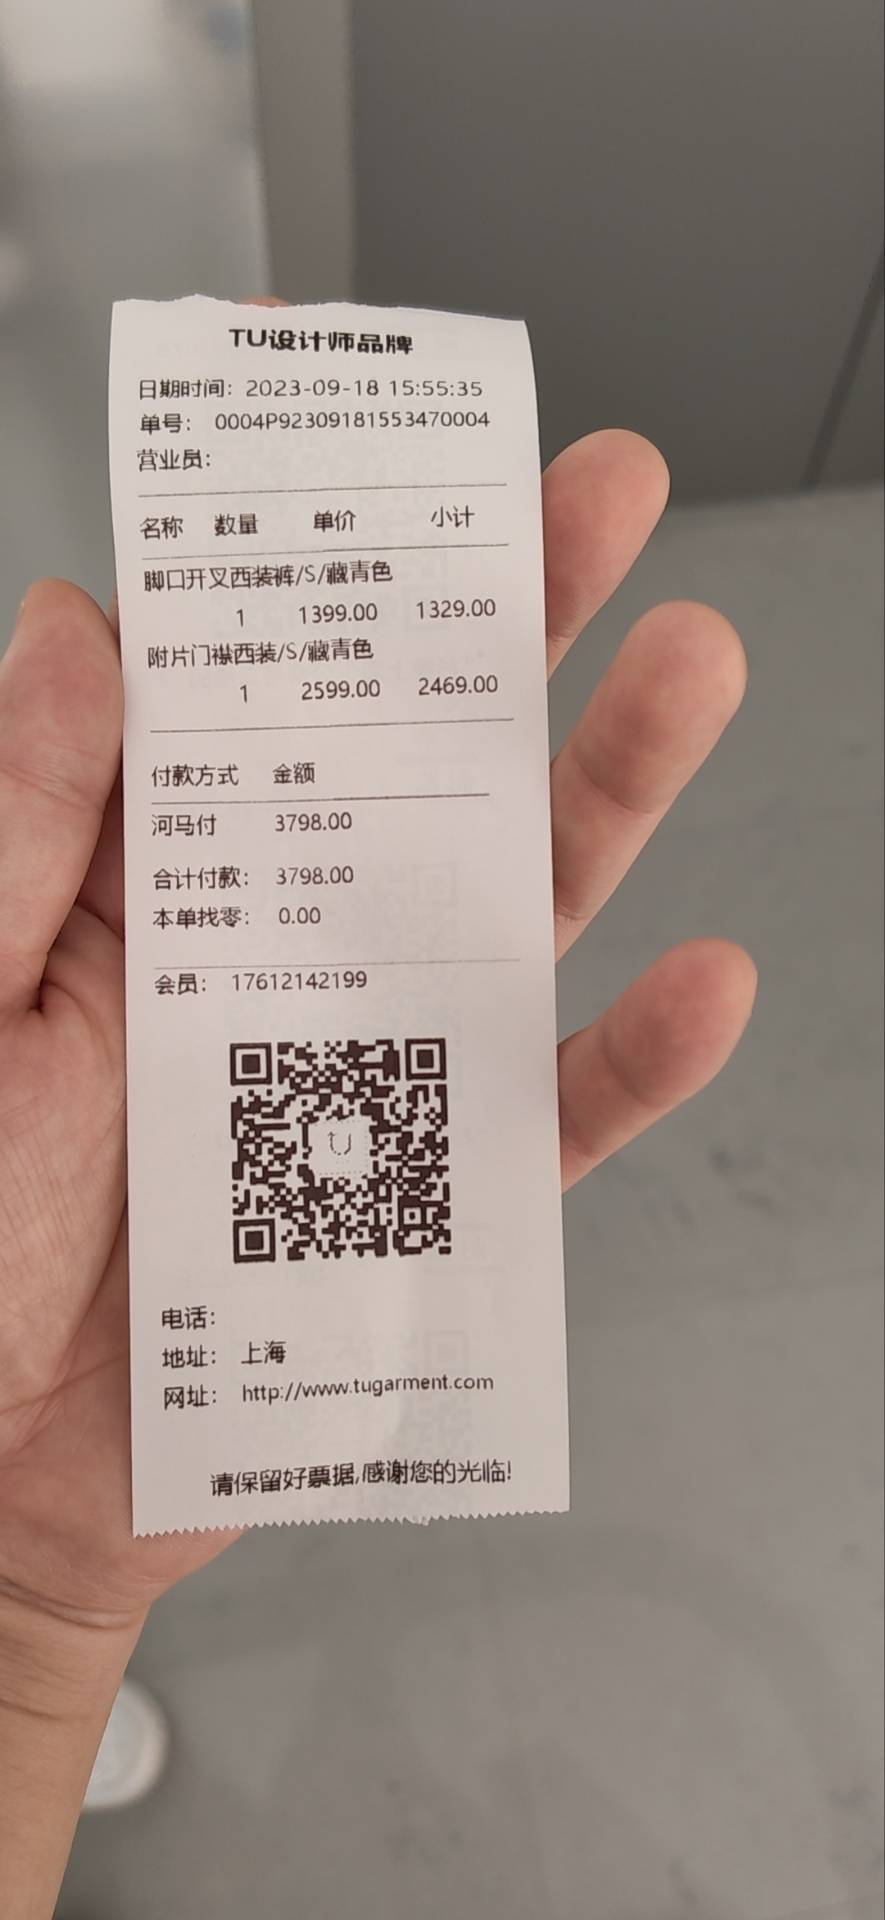 TU设计师品牌
日期时间: 2023-09-18 15:55:35
单号: 0004P92309181553470004
营业员:
名称 数量 单价 小计
脚口开叉西装裤/S/藏青色
1 1399.00 1329.00
附片门襟西装/S/藏青色
1 2599.00 2469.00
付款方式 金额
河马付 3798.00
合计付款: 3798.00
本单找零: 0.00
会员: 17612142199
U
电话:
地址: 上海
网址: http://www.tugarment.com
请保留好票据,感谢您的光临!